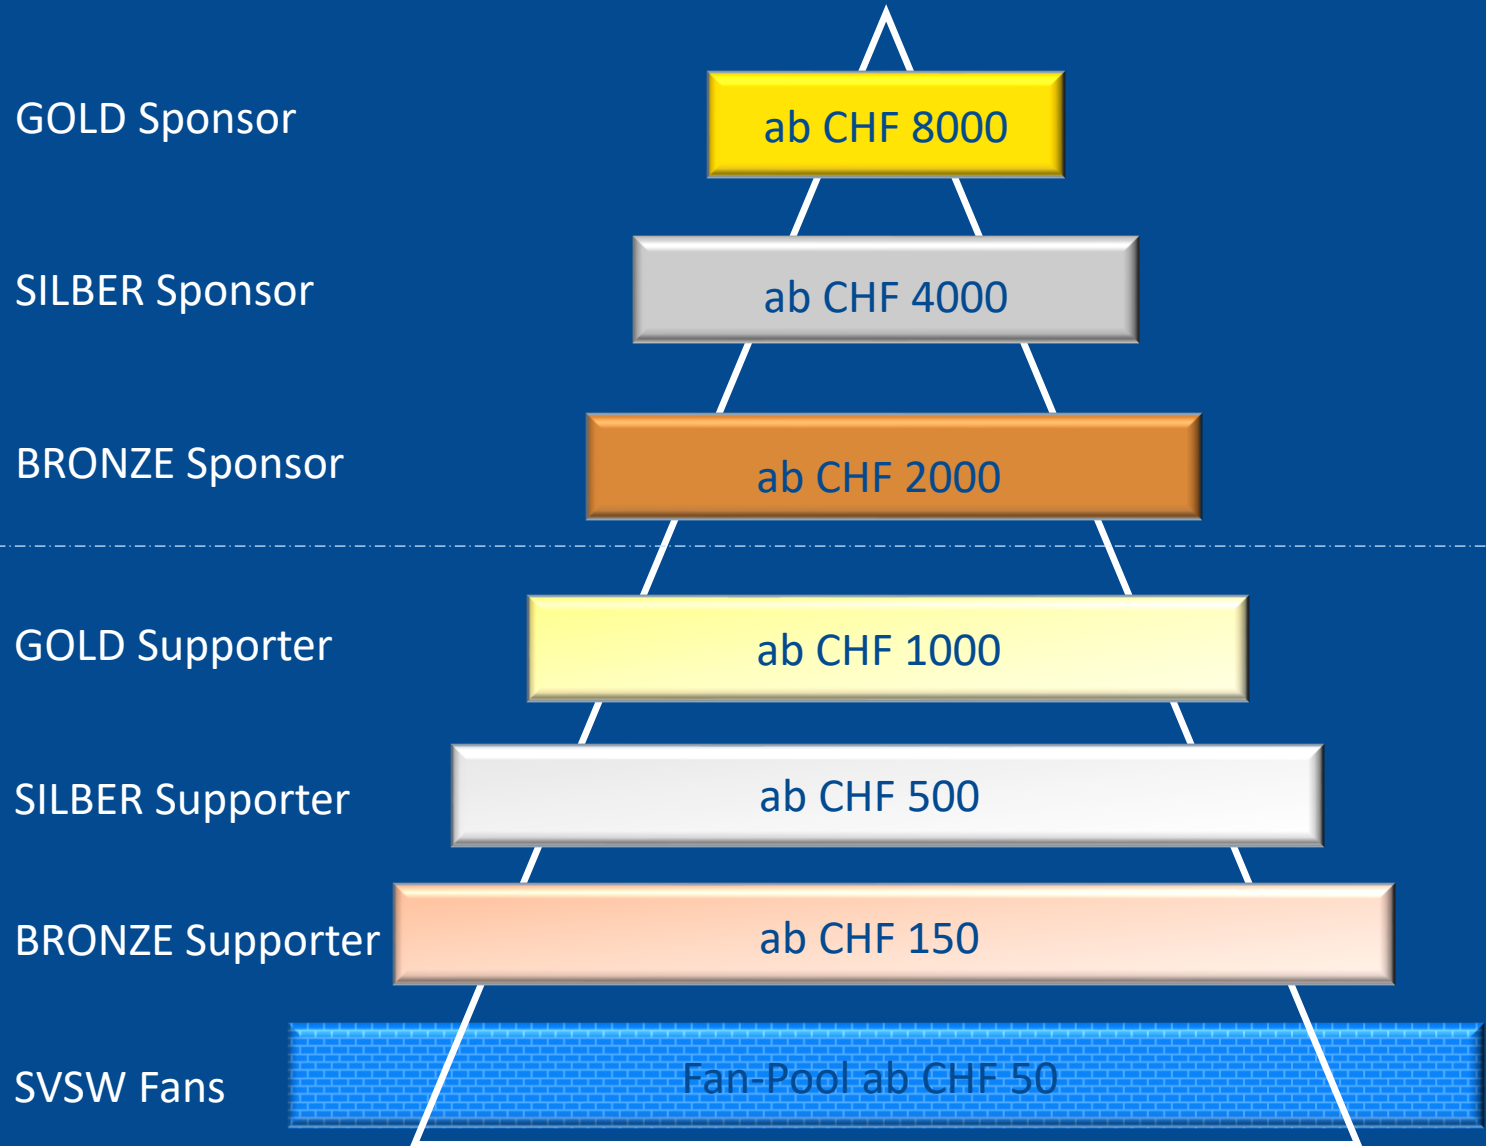 GOLD Sponsor
ab CHF 8000
SILBER Sponsor
ab CHF 4000
BRONZE Sponsor
ab CHF 2000
GOLD Supporter
ab CHF 1000
SILBER Supporter
ab CHF 500
BRONZE Supporter
ab CHF 150
SVSW Fans
Fan-Pool ab CHF 50